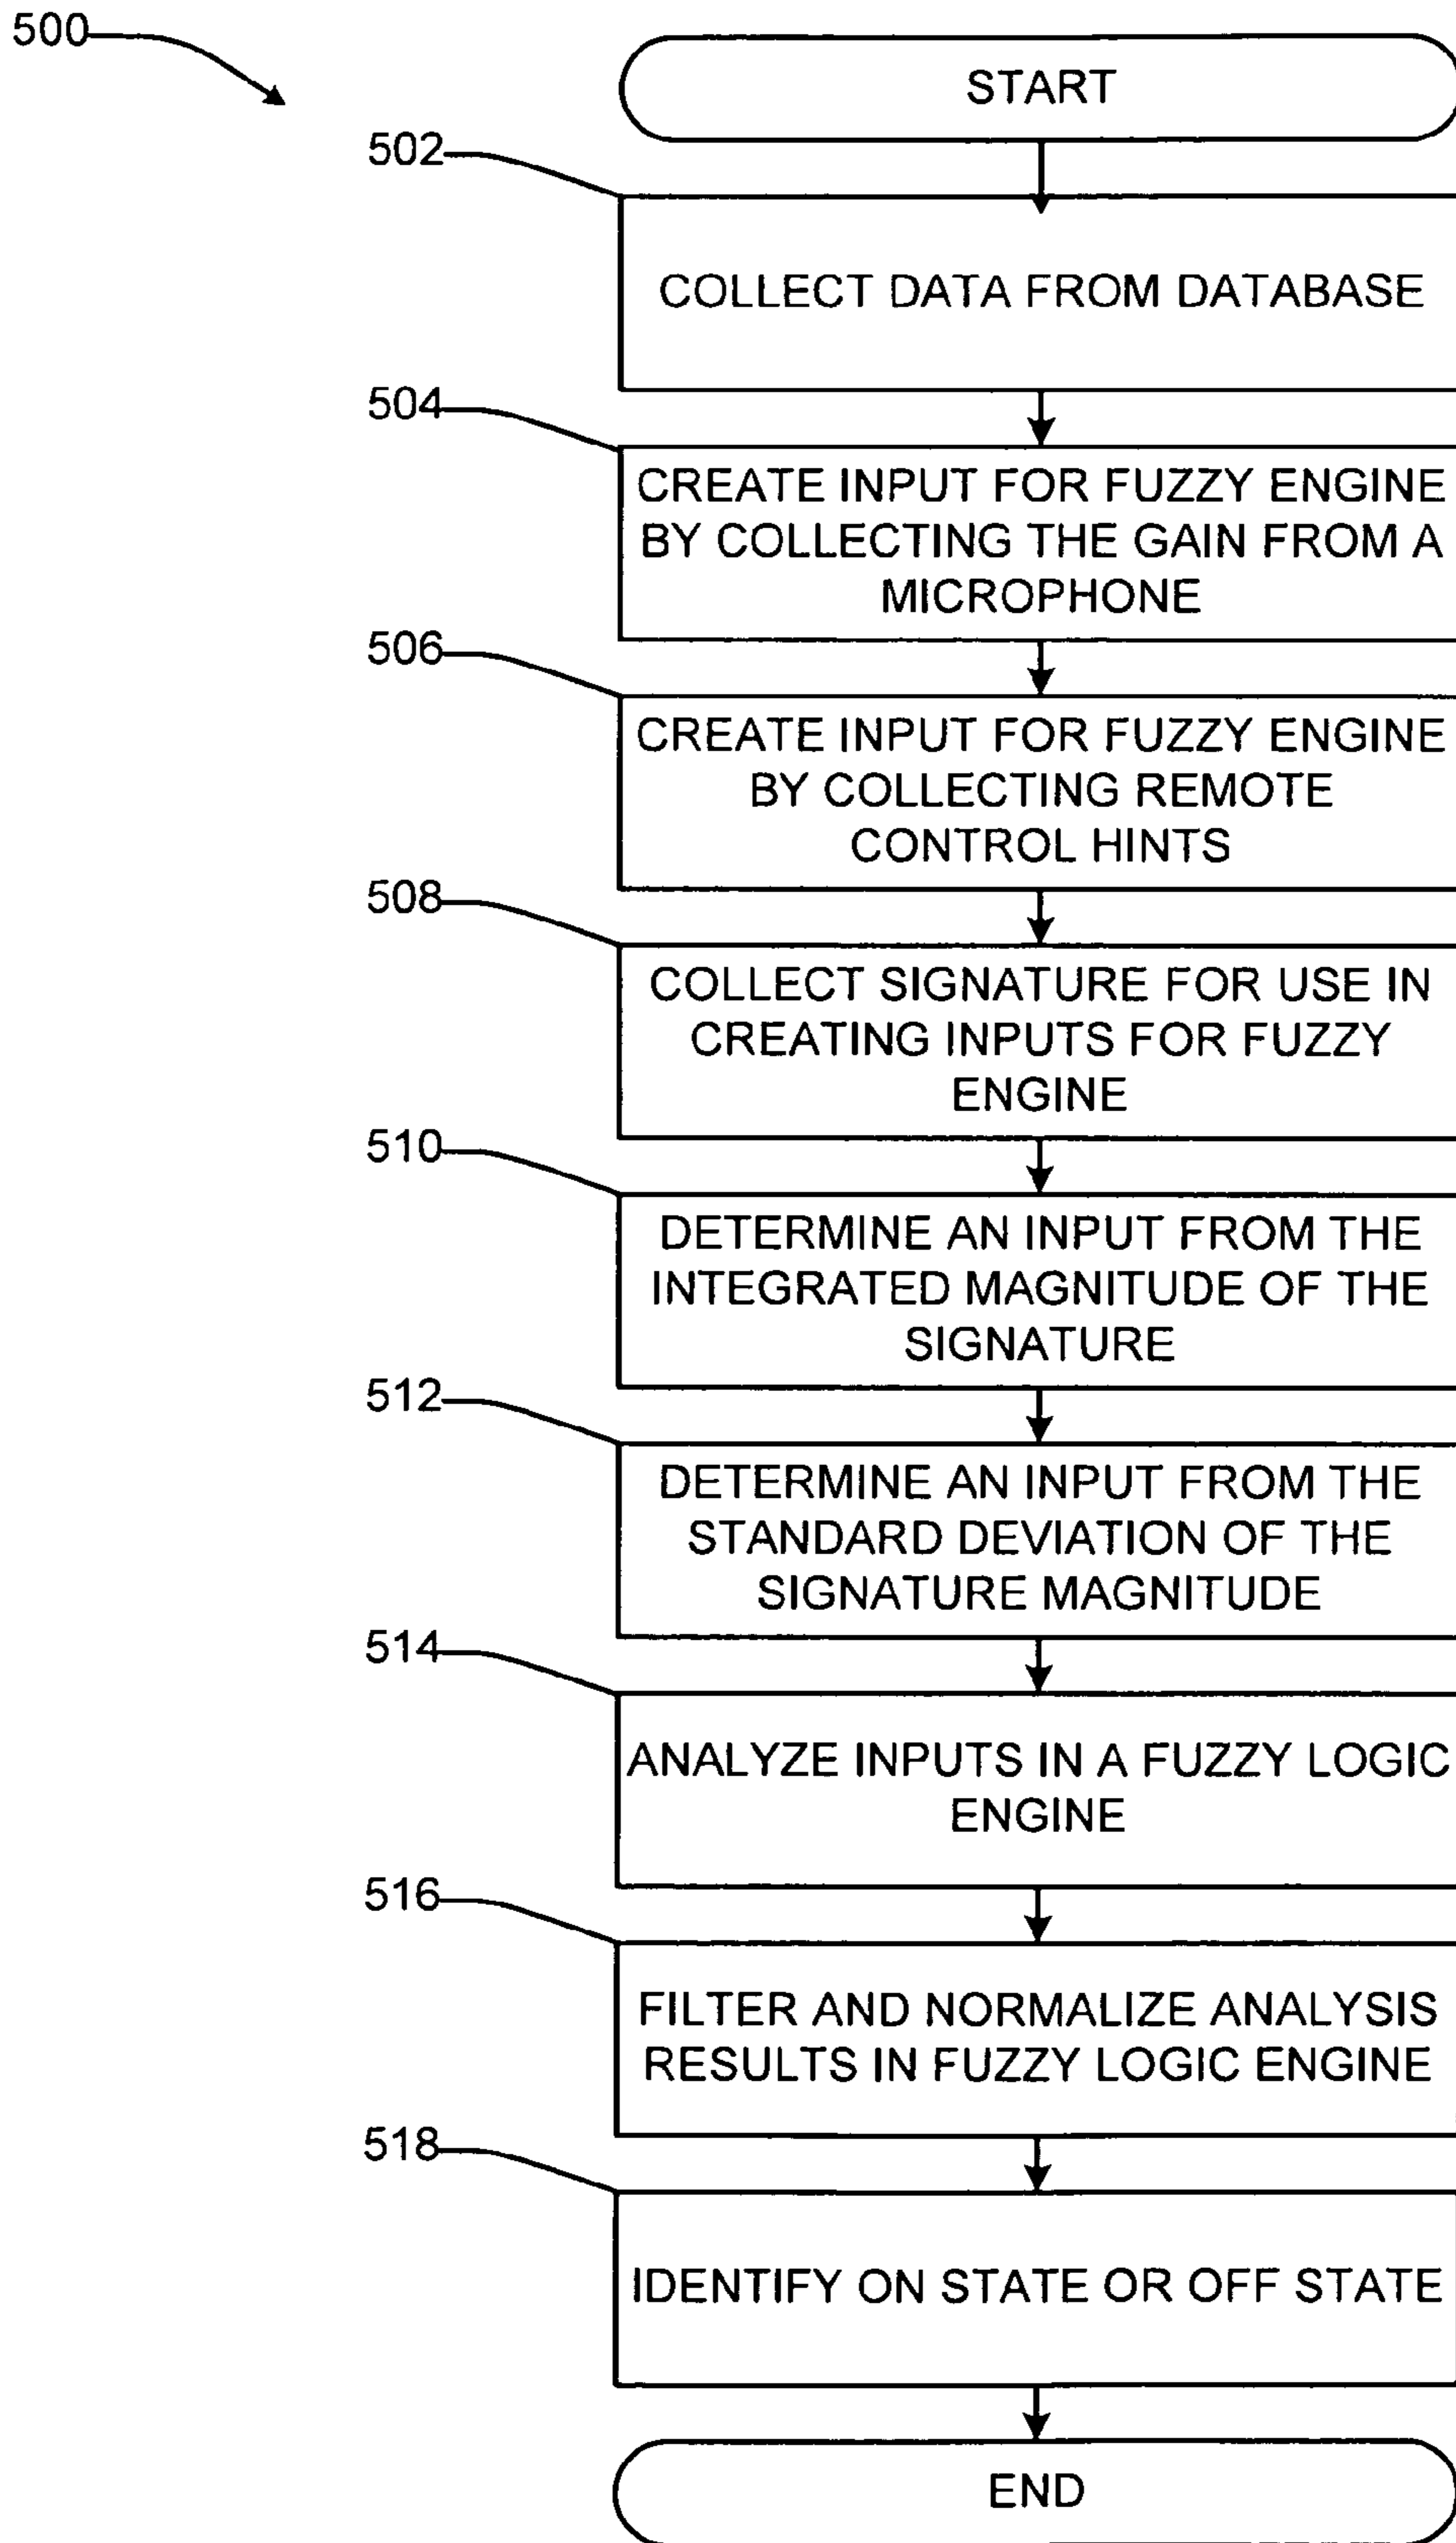 500
START
502
COLLECT DATA FROM DATABASE
504
CREATE INPUT FOR FUZZY ENGINE
BY COLLECTING THE GAIN FROM A
MICROPHONE
506
CREATE INPUT FOR FUZZY ENGINE
BY COLLECTING REMOTE
CONTROL HINTS
508
COLLECT SIGNATURE FOR USE IN
CREATING INPUTS FOR FUZZY
ENGINE
510
DETERMINE AN INPUT FROM THE
INTEGRATED MAGNITUDE OF THE
SIGNATURE
512
DETERMINE AN INPUT FROM THE
STANDARD DEVIATION OF THE
SIGNATURE MAGNITUDE
514
ANALYZE INPUTS IN A FUZZY LOGIC
ENGINE
516
FILTER AND NORMALIZE ANALYSIS
RESULTS IN FUZZY LOGIC ENGINE
518
IDENTIFY ON STATE OR OFF STATE
END